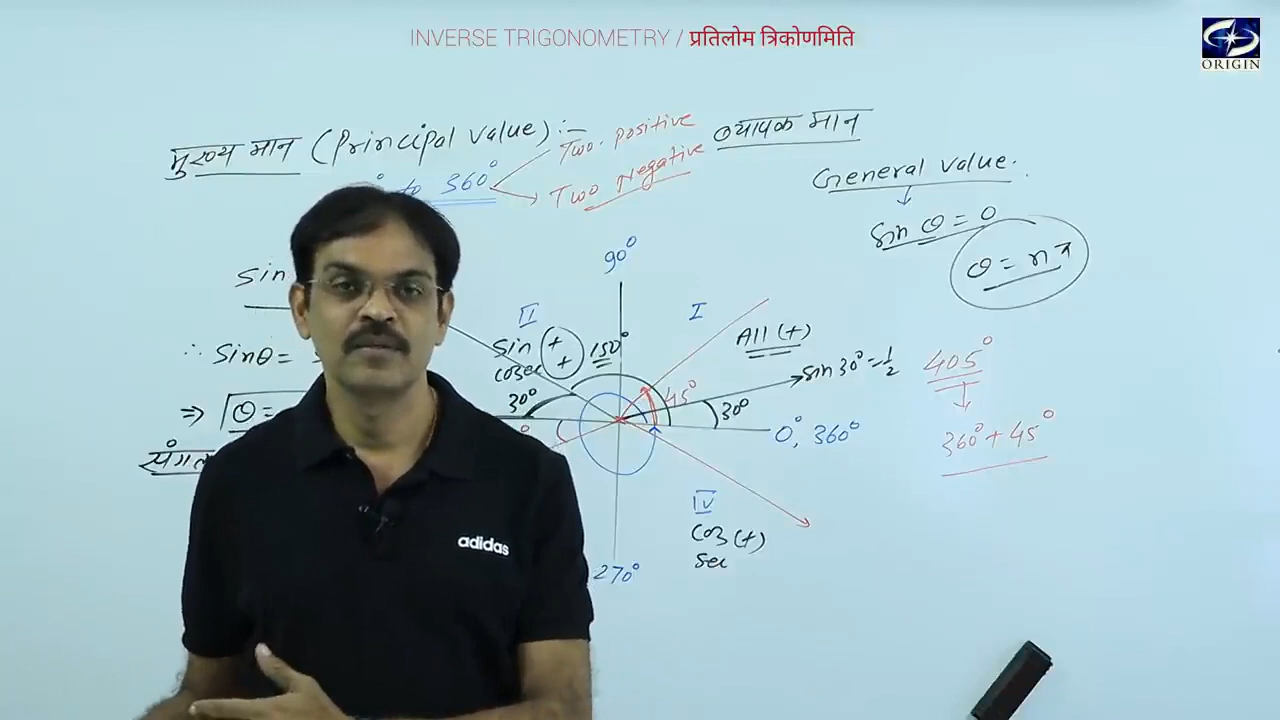 INVERSE TRIGONOMETRY / प्रतिलोम त्रिकोणमिति
ORIGIN
मुख्य मान (Principal value) :-
Two positive
Two Negative
to 360°
व्यापक मान
General value.
sin θ = 0
θ = nπ
90°
sin
II
I
sin +
cosec +
150°
All (+)
sin 30° = 1/2
405°
∴ sinθ =
30°
45°
30°
0°, 360°
360° + 45°
⇒ θ =
IV
cos (+)
sec
270°
adidas